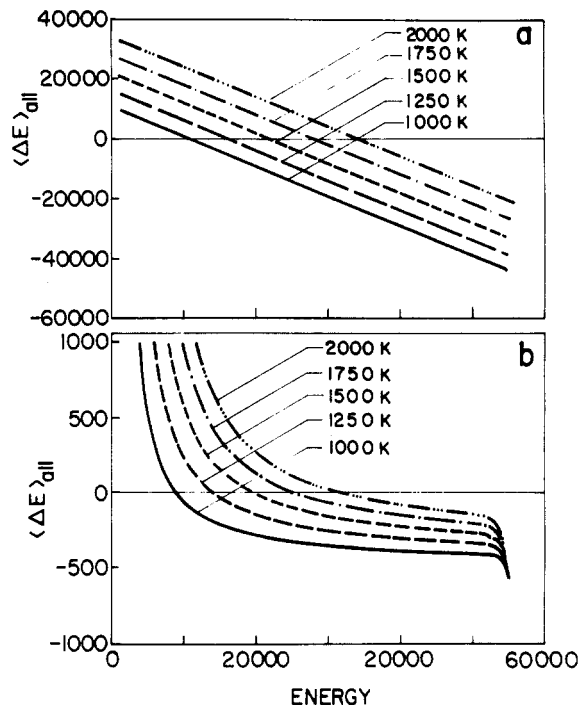 40000
20000
0
-20000
-40000
-60000
⟨ΔE⟩all
a
2000 K
1750 K
1500 K
1250 K
1000 K
1000
500
0
-500
-1000
⟨ΔE⟩all
b
2000 K
1750 K
1500 K
1250 K
1000 K
0 20000 20000 60000
ENERGY